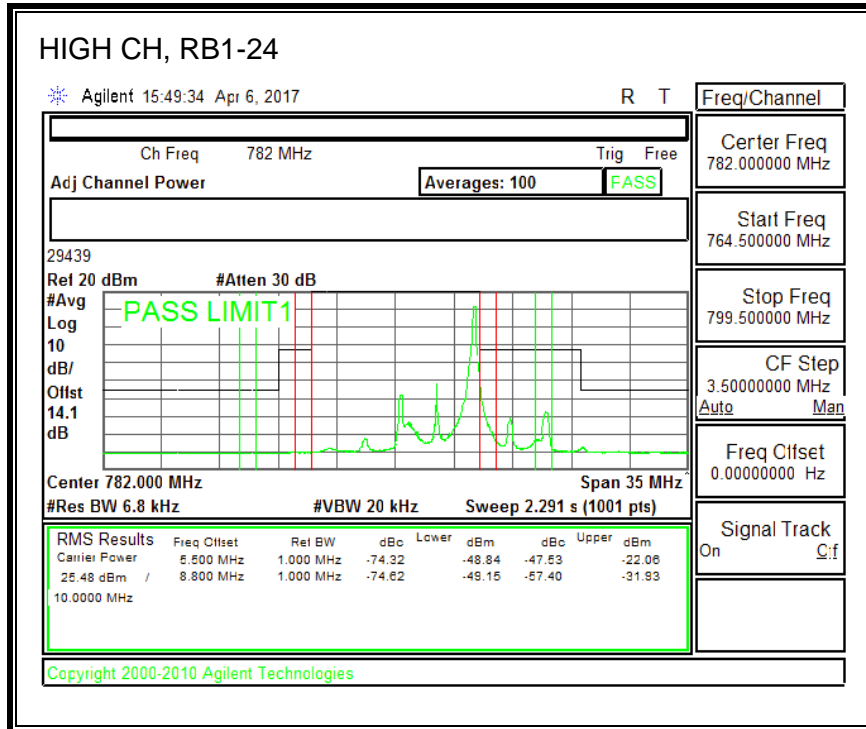 HIGH CH, RB1-24
Agilent 15:49:34 Apr 6, 2017 R T
Ch Freq 782 MHz Trig Free
Adj Channel Power Averages: 100 PASS
29439
Ref 20 dBm #Atten 30 dB
#Avg
Log
10
dB/
Offst
14.1
dB
PASS LIMIT1
Center 782.000 MHz Span 35 MHz
#Res BW 6.8 kHz #VBW 20 kHz Sweep 2.291 s (1001 pts)
RMS Results Freq Offset Ref BW dBc Lower dBm dBc Upper dBm
Carrier Power 5.500 MHz 1.000 MHz -74.32 -48.84 -47.53 -22.06
25.48 dBm / 8.800 MHz 1.000 MHz -74.62 -49.15 -57.40 -31.93
10.0000 MHz
Copyright 2000-2010 Agilent Technologies
Freq/Channel
Center Freq
782.000000 MHz
Start Freq
764.500000 MHz
Stop Freq
799.500000 MHz
CF Step
3.50000000 MHz
Auto Man
Freq Offset
0.00000000 Hz
Signal Track
On Off